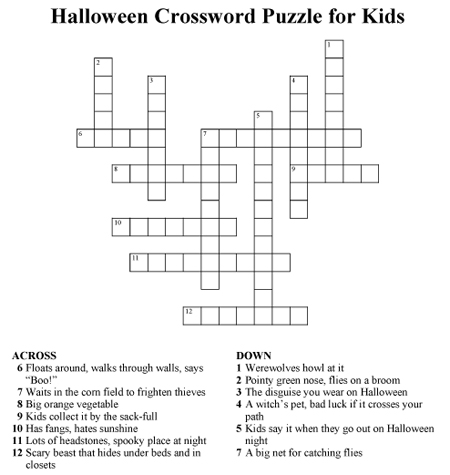 Halloween Crossword Puzzle for Kids
1
2
3
4
5
6
7
8
9
10
11
12
ACROSS
6 Floats around, walks through walls, says
"Boo!"
7 Waits in the corn field to frighten thieves
8 Big orange vegetable
9 Kids collect it by the sack-full
10 Has fangs, hates sunshine
11 Lots of headstones, spooky place at night
12 Scary beast that hides under beds and in
closets
DOWN
1 Werewolves howl at it
2 Pointy green nose, flies on a broom
3 The disguise you wear on Halloween
4 A witch's pet, bad luck if it crosses your
path
5 Kids say it when they go out on Halloween
night
7 A big net for catching flies